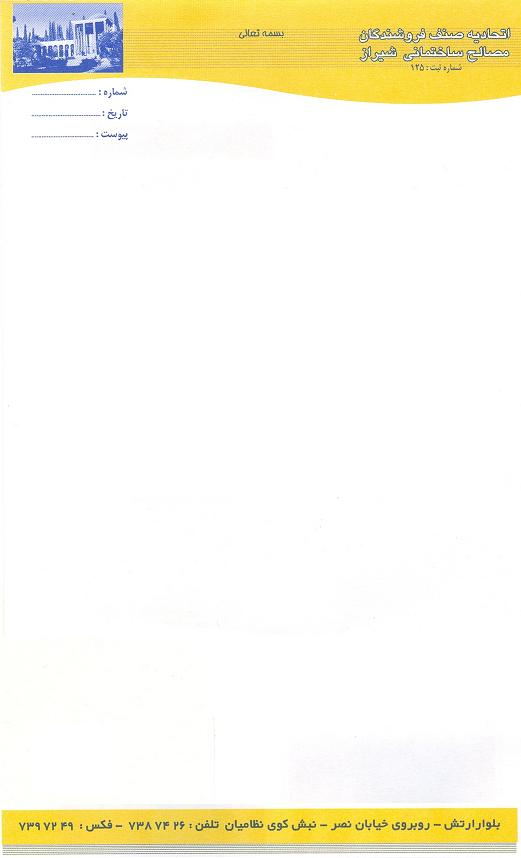 بسمه تعالی
اتحادیه صنف فروشندگان
مصالح ساختمانی شیراز
شماره ثبت : ۱۲۵
شماره : ....................
تاریخ : ....................
پیوست : ....................
بلوارارتش – روبروی خیابان نصر – نبش کوی نظامیان تلفن : ۲۶ ۷۴ ۷۳۸ – فکس : ۴۹ ۷۲ ۷۳۹